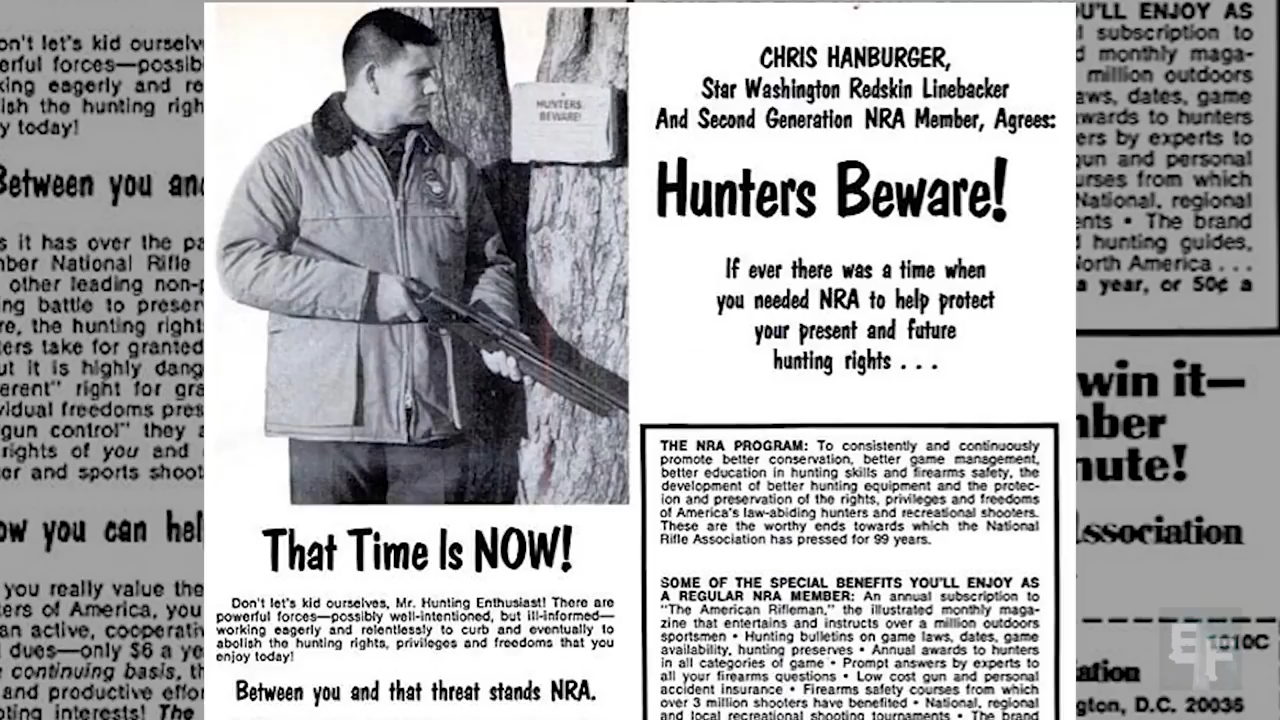 on't let's kid ourselv
erful forces—possib
king eagerly and re
ish the hunting righ
y today!
Between you and
s it has over the pa
ber National Rifle
other leading non-p
ing battle to preser
re, the hunting rights
ters take for granted
ut it is highly dang
erent" right for gra
vidual freedoms pres
gun control" they a
rights of you and
er and sports shoot
ow you can hel
you really value the
ers of America, you
an active, cooperativ
dues—only $6 a ye
continuing basis, th
and productive effor
oting interests! The
HUNTERS
BEWARE!
That Time Is NOW!
Don't let's kid ourselves, Mr. Hunting Enthusiast! There are
powerful forces—possibly well-intentioned, but ill-informed—
working eagerly and relentlessly to curb and eventually to
abolish the hunting rights, privileges and freedoms that you
enjoy today!
Between you and that threat stands NRA.
CHRIS HANBURGER,
Star Washington Redskin Linebacker
And Second Generation NRA Member, Agrees:
Hunters Beware!
If ever there was a time when
you needed NRA to help protect
your present and future
hunting rights . . .
THE NRA PROGRAM: To consistently and continuously
promote better conservation, better game management,
better education in hunting skills and firearms safety, the
development of better hunting equipment and the protec-
ion and preservation of the rights, privileges and freedoms
of America's law-abiding hunters and recreational shooters.
These are the worthy ends towards which the National
Rifle Association has pressed for 99 years.
SOME OF THE SPECIAL BENEFITS YOU'LL ENJOY AS
A REGULAR NRA MEMBER: An annual subscription to
"The American Rifleman," the illustrated monthly maga-
zine that entertains and instructs over a million outdoors
sportsmen • Hunting bulletins on game laws, dates, game
availability, hunting preserves • Annual awards to hunters
in all categories of game • Prompt answers by experts to
all your firearms questions • Low cost gun and personal
accident insurance • Firearms safety courses from which
over 3 million shooters have benefited • National, regional
and local recreational shooting tournaments • The brand
U'LL ENJOY AS
l subscription to
d monthly maga-
million outdoors
aws, dates, game
wards to hunters
ers by experts to
gun and personal
urses from which
National, regional
ents • The brand
d hunting guides,
orth America . . .
a year, or 50¢ a
win it—
mber
nute!
ssociation
1010C
ation
gton, D.C. 20036